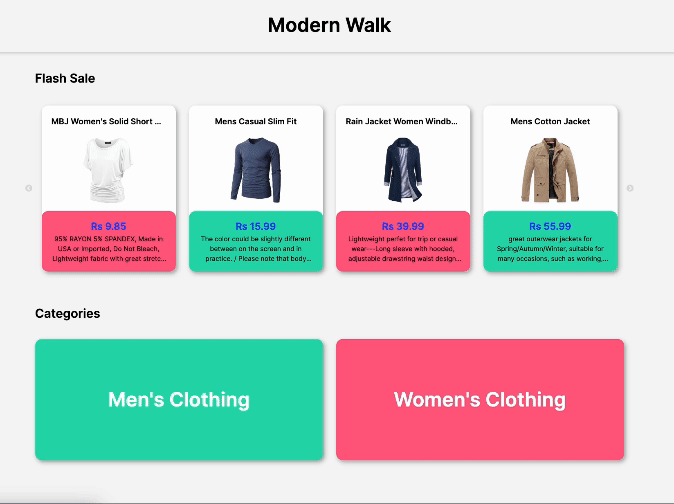 Modern Walk
Flash Sale
MBJ Women's Solid Short ...
Mens Casual Slim Fit
Rain Jacket Women Windb...
Mens Cotton Jacket
Rs 9.85
95% RAYON 5% SPANDEX, Made in
USA or Imported, Do Not Bleach,
Lightweight fabric with great stretc...
Rs 15.99
The color could be slightly different
between on the screen and in
practice. / Please note that body...
Rs 39.99
Lightweight perfet for trip or casual
wear---Long sleeve with hooded,
adjustable drawstring waist design...
Rs 55.99
great outerwear jackets for
Spring/Autumn/Winter, suitable for
many occasions, such as working,...
Categories
Men's Clothing
Women's Clothing